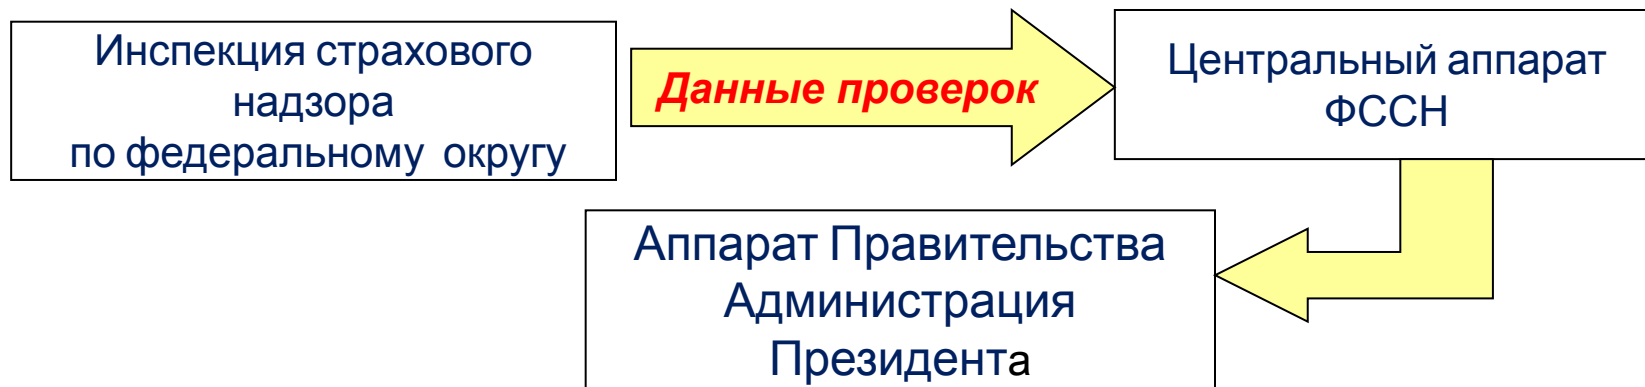 Инспекция страхового
надзора
по федеральному округу
Данные проверок
Центральный аппарат
ФССН
Аппарат Правительства
Администрация
Президента